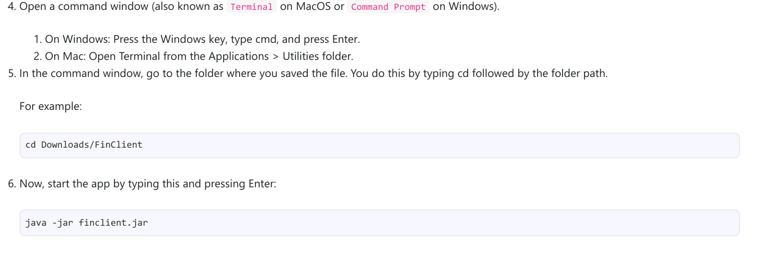 4. Open a command window (also known as Terminal on MacOS or Command Prompt on Windows).
1. On Windows: Press the Windows key, type cmd, and press Enter.
2. On Mac: Open Terminal from the Applications > Utilities folder.
5. In the command window, go to the folder where you saved the file. You do this by typing cd followed by the folder path.
For example:
cd Downloads/FinClient
6. Now, start the app by typing this and pressing Enter:
java -jar finclient.jar